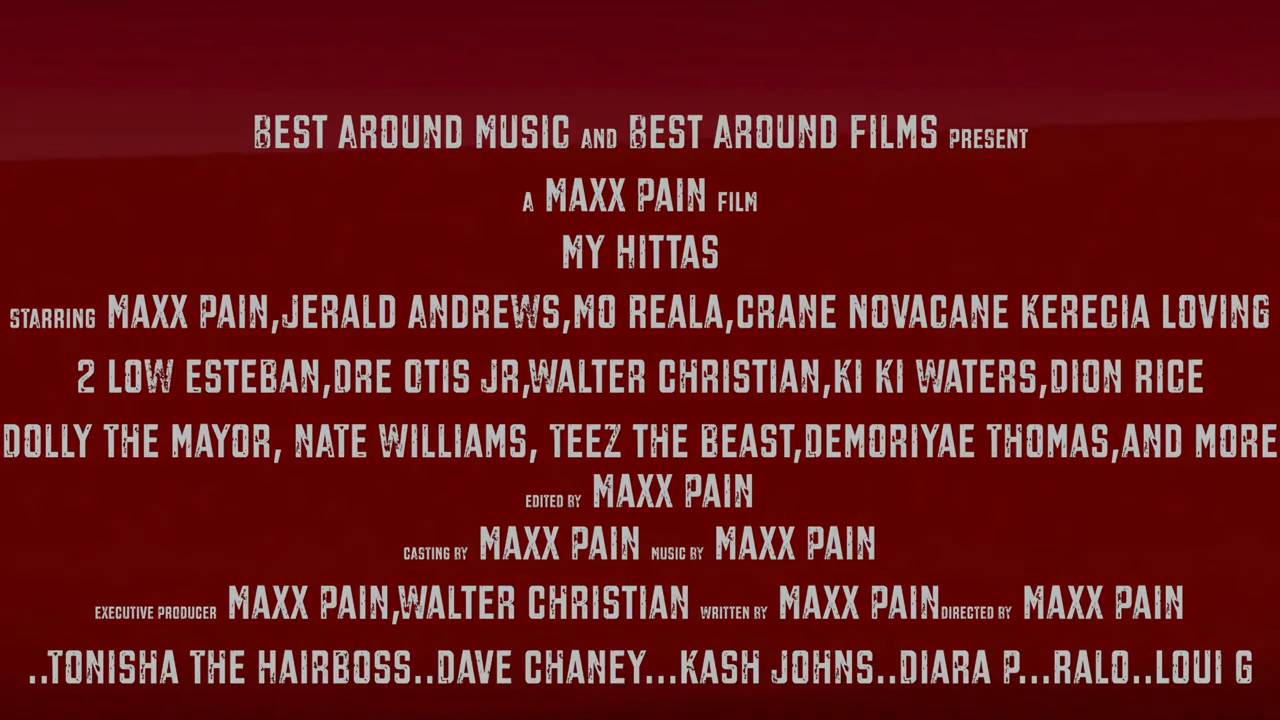 BEST AROUND MUSIC AND BEST AROUND FILMS PRESENT
A MAXX PAIN FILM
MY HITTAS
STARRING MAXX PAIN,JERALD ANDREWS,MO REALA,CRANE NOVACANE KERECIA LOVING
2 LOW ESTEBAN,DRE OTIS JR,WALTER CHRISTIAN,KI KI WATERS,DION RICE
DOLLY THE MAYOR, NATE WILLIAMS, TEEZ THE BEAST,DEMORIYAE THOMAS,AND MORE
EDITED BY MAXX PAIN
CASTING BY MAXX PAIN MUSIC BY MAXX PAIN
EXECUTIVE PRODUCER MAXX PAIN,WALTER CHRISTIAN WRITTEN BY MAXX PAIN DIRECTED BY MAXX PAIN
..TONISHA THE HAIRBOSS..DAVE CHANEY...KASH JOHNS..DIARA P...RALO..LOUI G